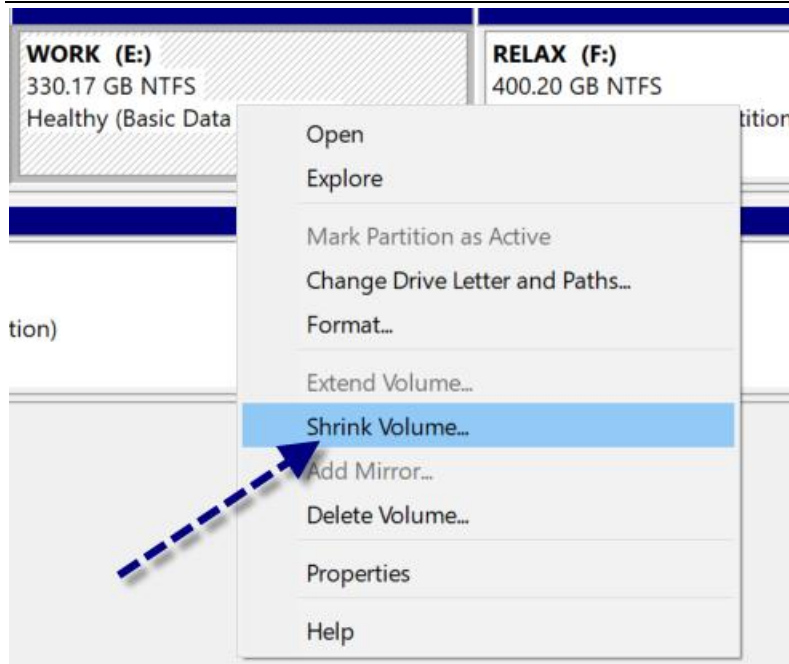 WORK (E:)
330.17 GB NTFS
Healthy (Basic Data
RELAX (F:)
400.20 GB NTFS
tition
tion)
Open
Explore
Mark Partition as Active
Change Drive Letter and Paths...
Format...
Extend Volume...
Shrink Volume...
Add Mirror...
Delete Volume...
Properties
Help